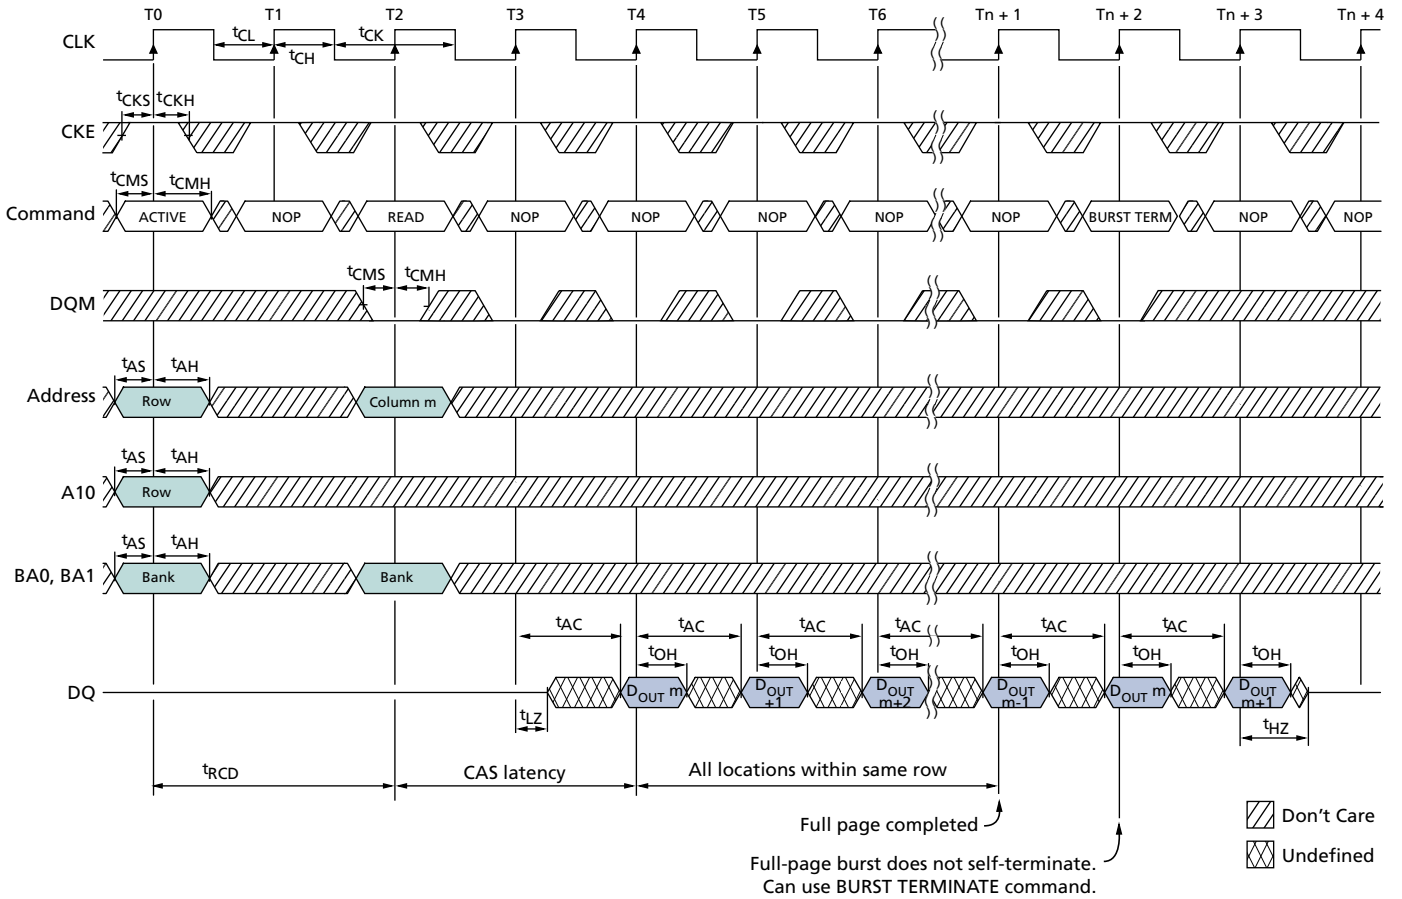 T0 T1 T2 T3 T4 T5 T6 Tn + 1 Tn + 2 Tn + 3 Tn + 4
CLK tCL tCH tCK
tCKS tCKH
CKE
tCMS tCMH
Command ACTIVE NOP READ NOP NOP NOP NOP NOP BURST TERM NOP NOP
tCMS tCMH
DQM
tAS tAH
Address Row Column m
tAS tAH
A10 Row
tAS tAH
BA0, BA1 Bank Bank
tAC tAC tAC tAC tAC tAC
tOH tOH tOH tOH tOH tOH
DQ DOUT m DOUT +1 DOUT m+2 DOUT m-1 DOUT m DOUT m+1
tLZ tHZ
tRCD CAS latency All locations within same row
Full page completed
Full-page burst does not self-terminate.
Can use BURST TERMINATE command.
Don't Care
Undefined